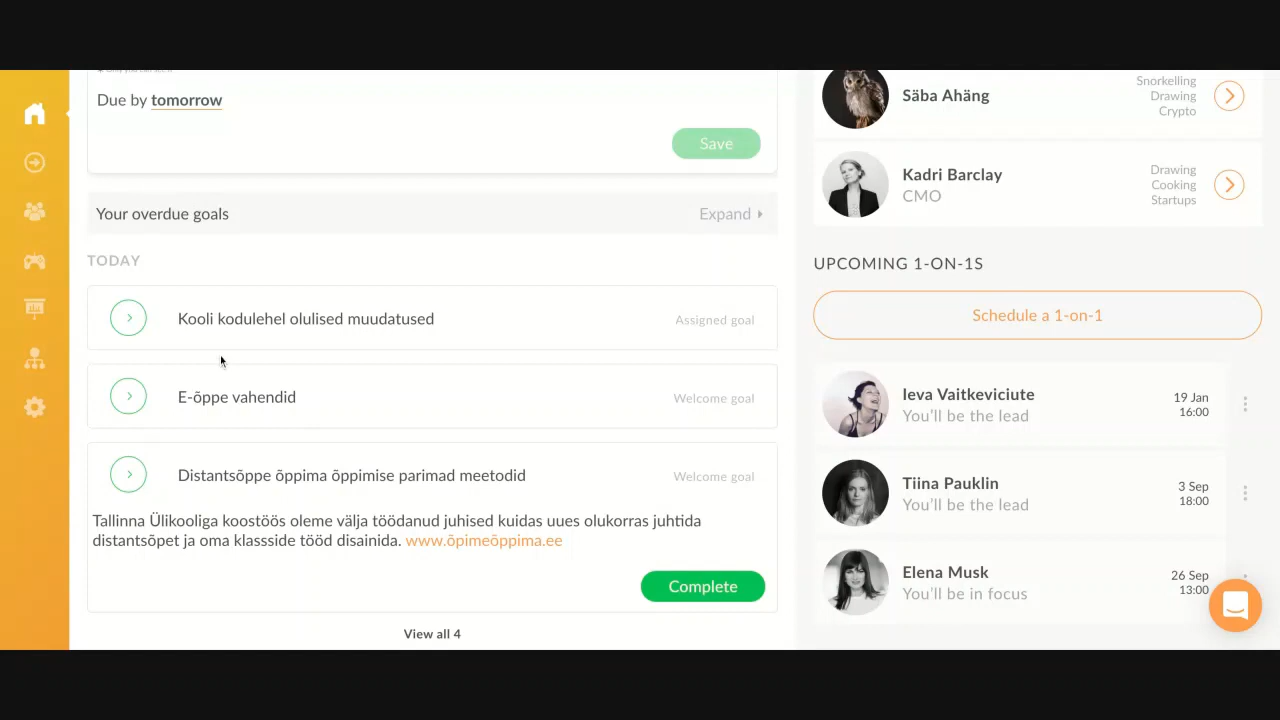 Due by tomorrow
Save
Your overdue goals
Expand
TODAY
Kooli kodulehel olulised muudatused
Assigned goal
E-õppe vahendid
Welcome goal
Distantsõppe õppima õppimise parimad meetodid
Welcome goal
Tallinna Ülikooliga koostöös oleme välja töödanud juhised kuidas uues olukorras juhtida
distantsõpet ja oma klassside tööd disainida. www.õpimeõppima.ee
Complete
View all 4
Säba Ahäng
Snorkelling
Drawing
Crypto
Kadri Barclay
CMO
Drawing
Cooking
Startups
UPCOMING 1-ON-1S
Schedule a 1-on-1
Ieva Vaitkeviciute
You'll be the lead
19 Jan
16:00
Tiina Pauklin
You'll be the lead
3 Sep
18:00
Elena Musk
You'll be in focus
26 Sep
13:00